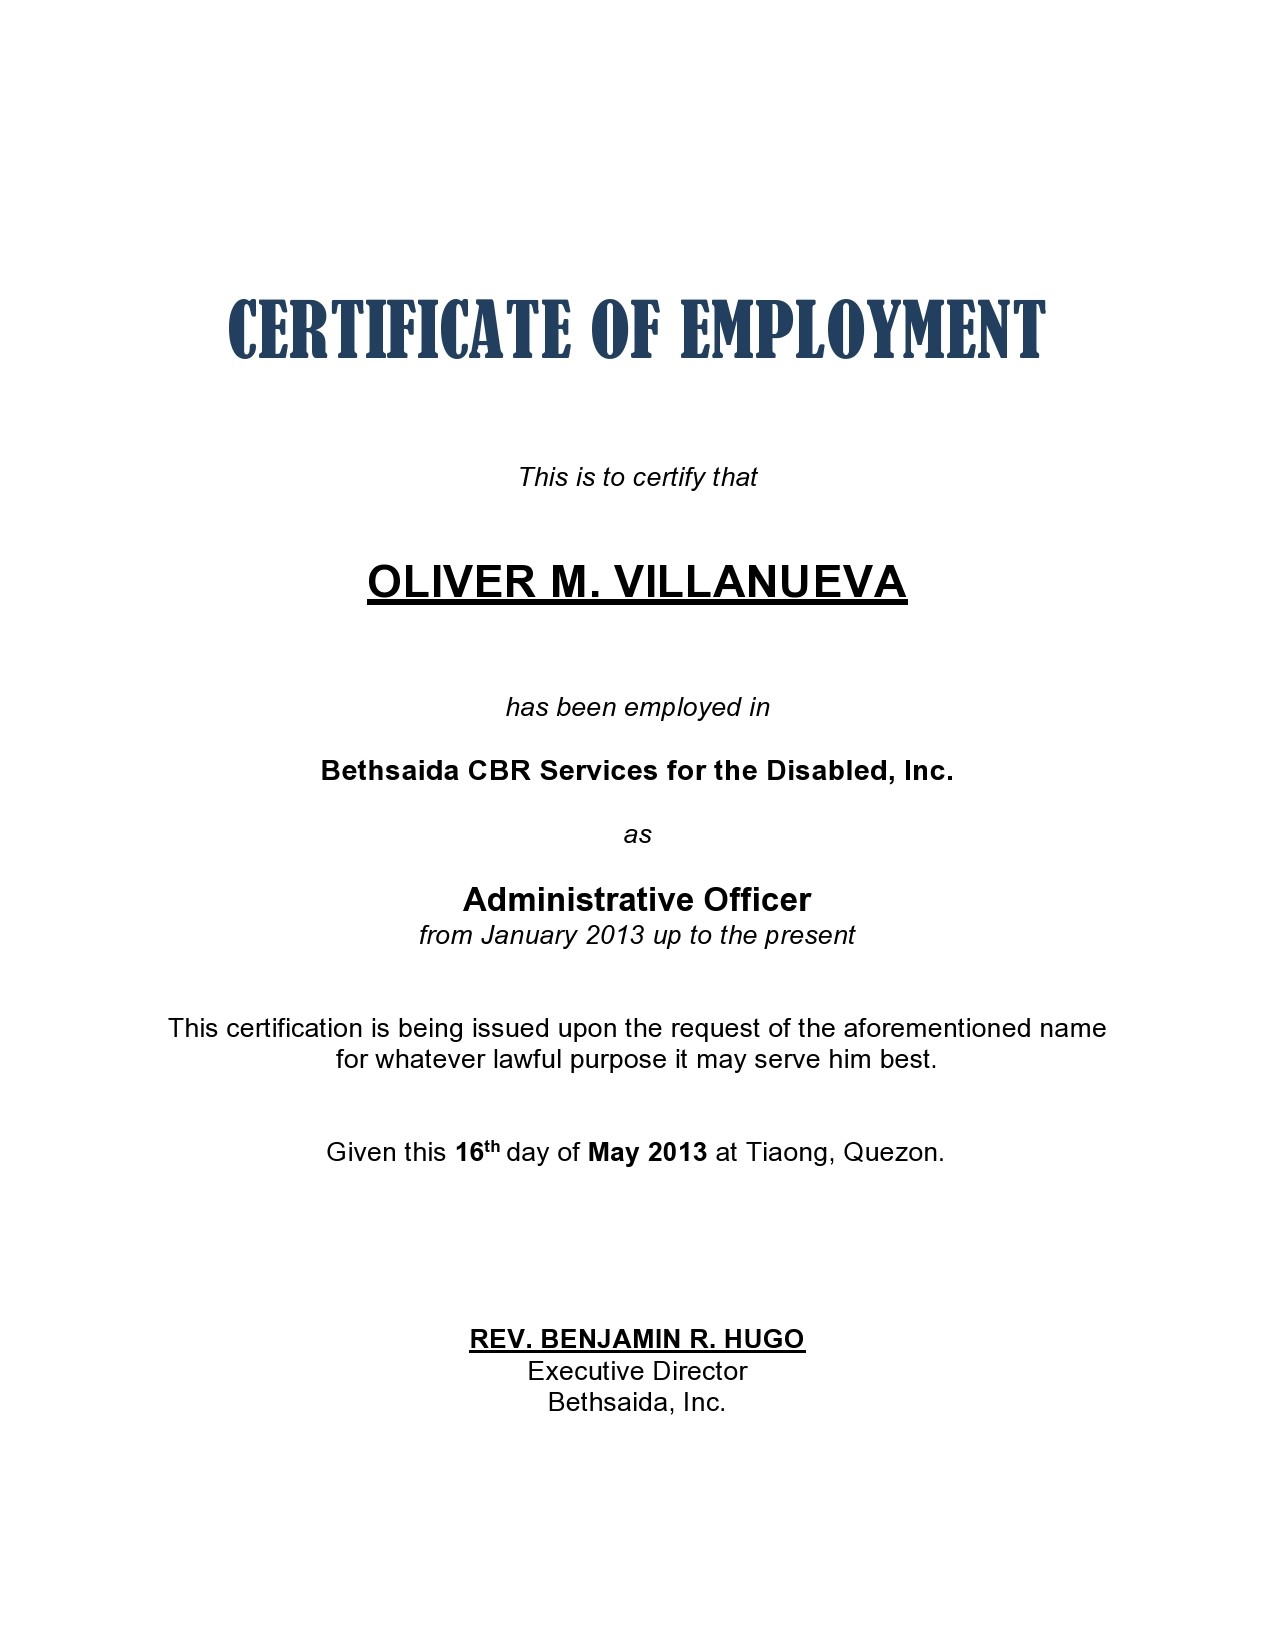 CERTIFICATE OF EMPLOYMENT
This is to certify that
OLIVER M. VILLANUEVA
has been employed in
Bethsaida CBR Services for the Disabled, Inc.
as
Administrative Officer
from January 2013 up to the present
This certification is being issued upon the request of the aforementioned name
for whatever lawful purpose it may serve him best.
Given this 16th day of May 2013 at Tiaong, Quezon.
REV. BENJAMIN R. HUGO
Executive Director
Bethsaida, Inc.